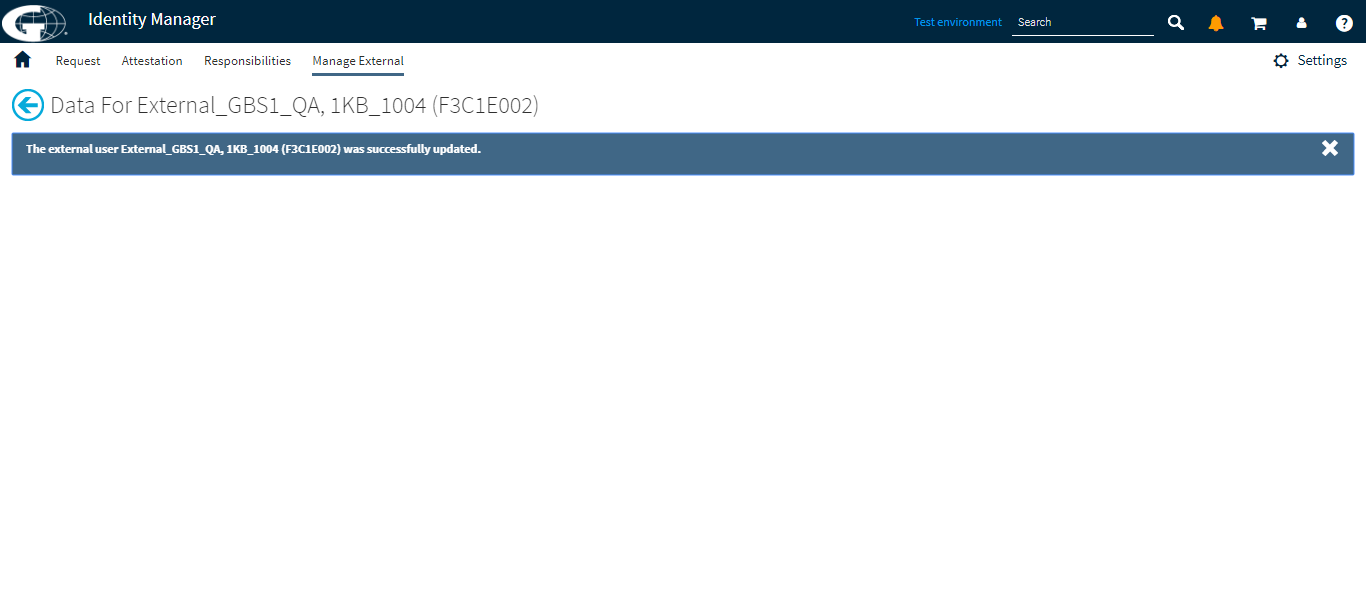 Identity Manager
Test environment
Search
Request
Attestation
Responsibilities
Manage External
Settings
Data For External_GBS1_QA, 1KB_1004 (F3C1E002)
The external user External_GBS1_QA, 1KB_1004 (F3C1E002) was successfully updated.